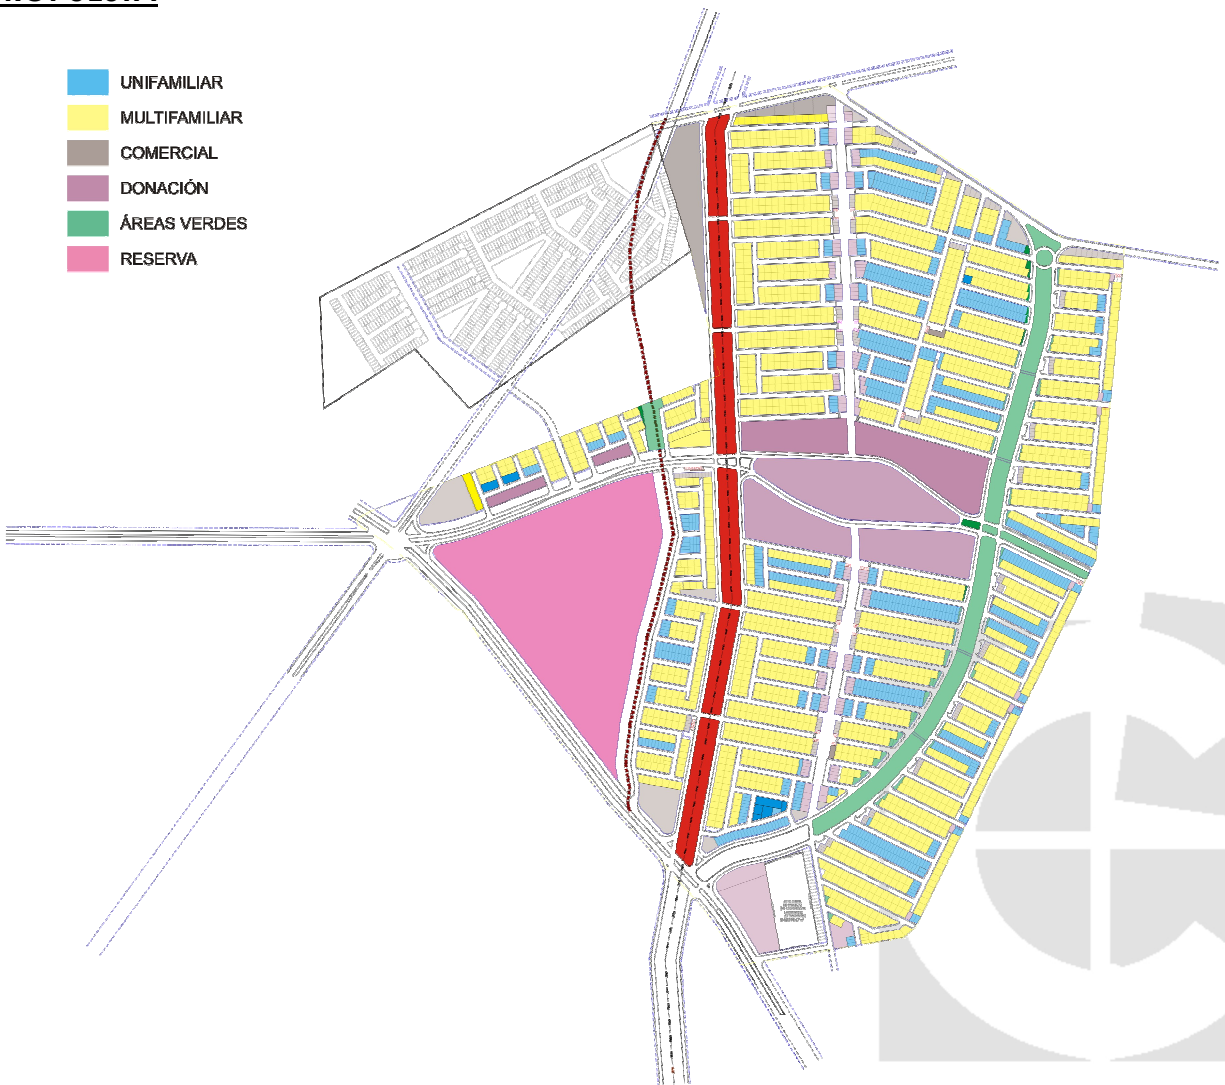 UNIFAMILIAR
MULTIFAMILIAR
COMERCIAL
DONACIÓN
ÁREAS VERDES
RESERVA